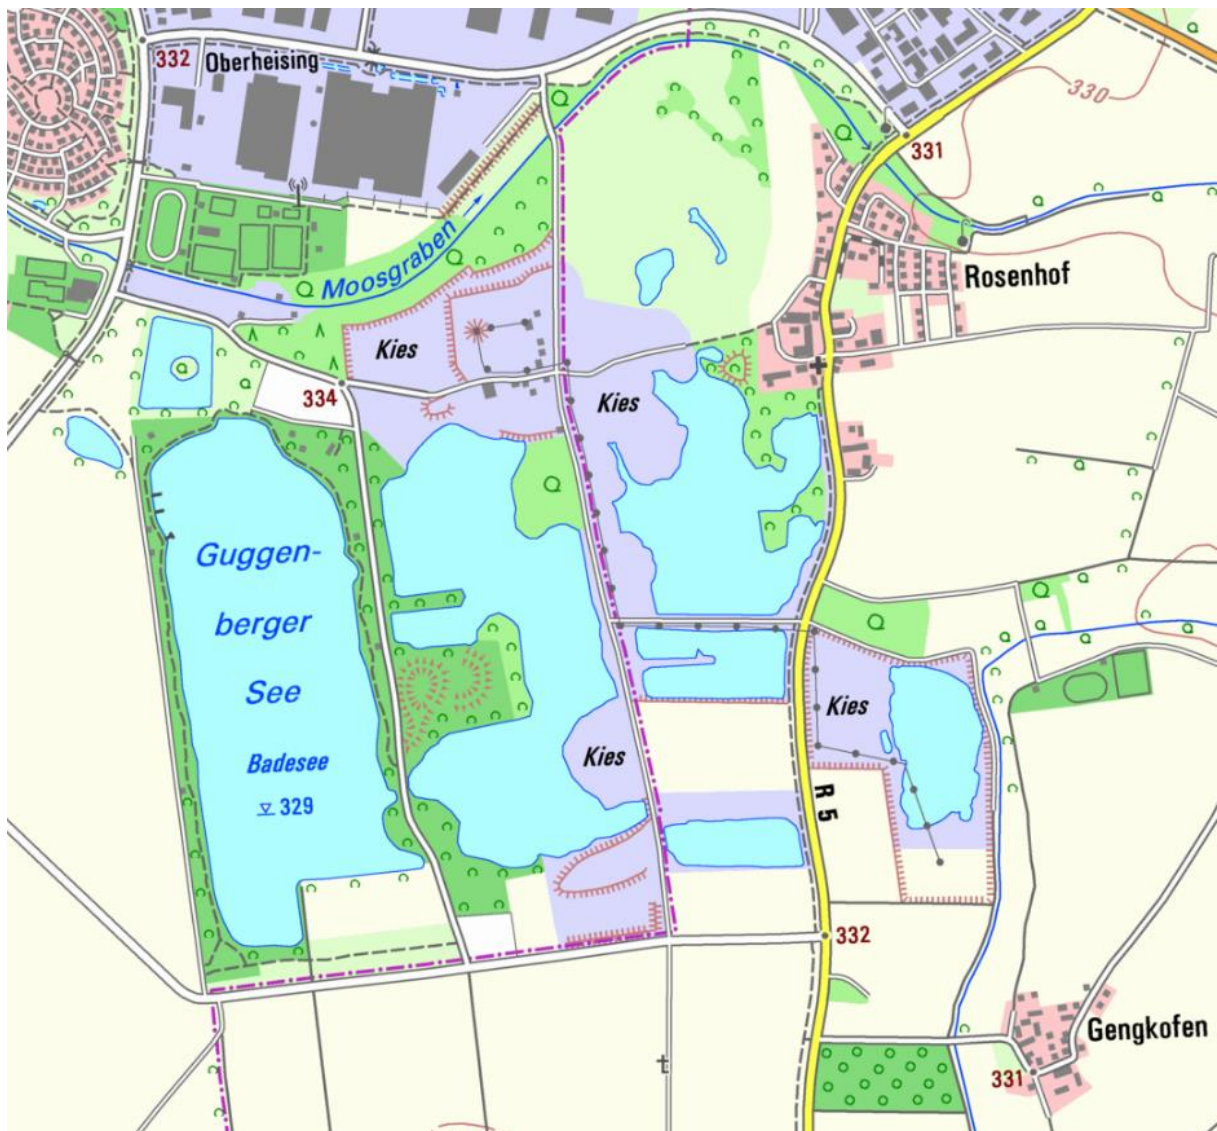 332
Oberheising
330
331
Moosgraben
Rosenhof
Kies
334
Kies
Guggen-
berger
See
Badesee
329
Kies
Kies
R 5
332
Gengkofen
331